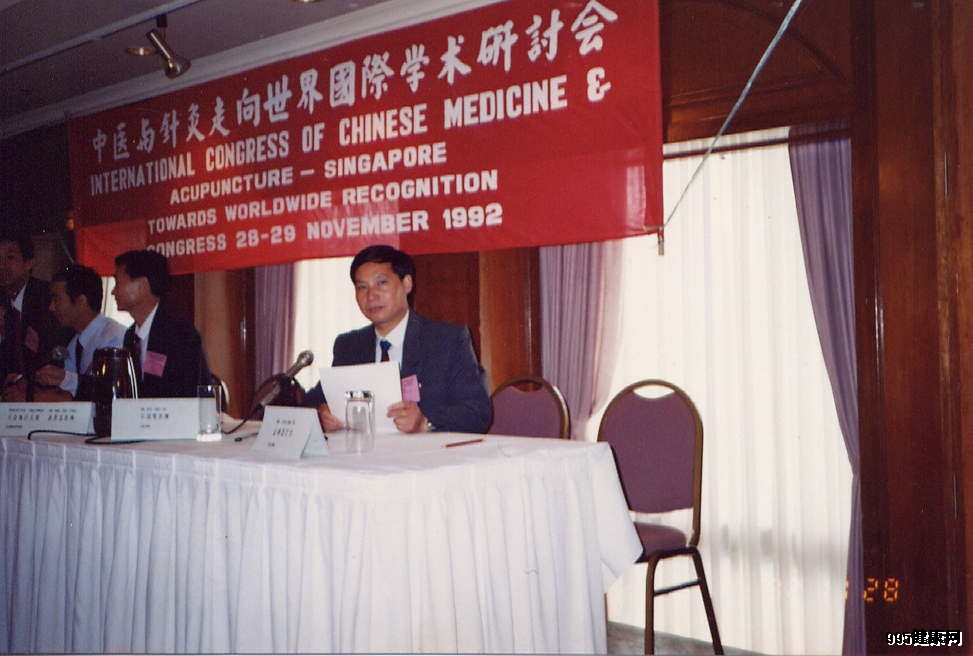 中医与针灸走向世界國際学术研討会
INTERNATIONAL CONGRESS OF CHINESE MEDICINE &
ACUPUNCTURE – SINGAPORE
TOWARDS WORLDWIDE RECOGNITION
CONGRESS 28-29 NOVEMBER 1992
28
995健康网